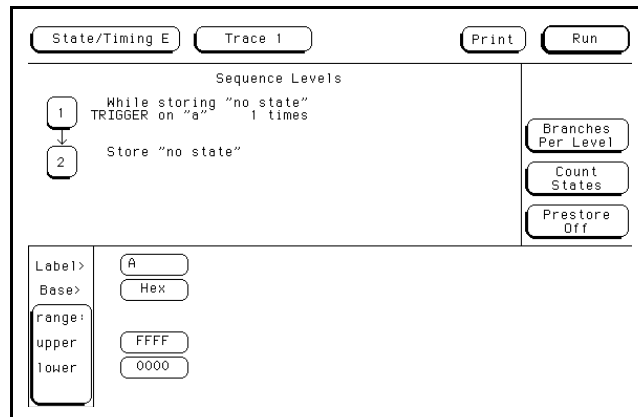 State/Timing E Trace 1 Print Run
Sequence Levels
1 While storing "no state"
TRIGGER on "a" 1 times
2 Store "no state"
Branches
Per Level
Count
States
Prestore
Off
Label> A
Base> Hex
range:
upper FFFF
lower 0000